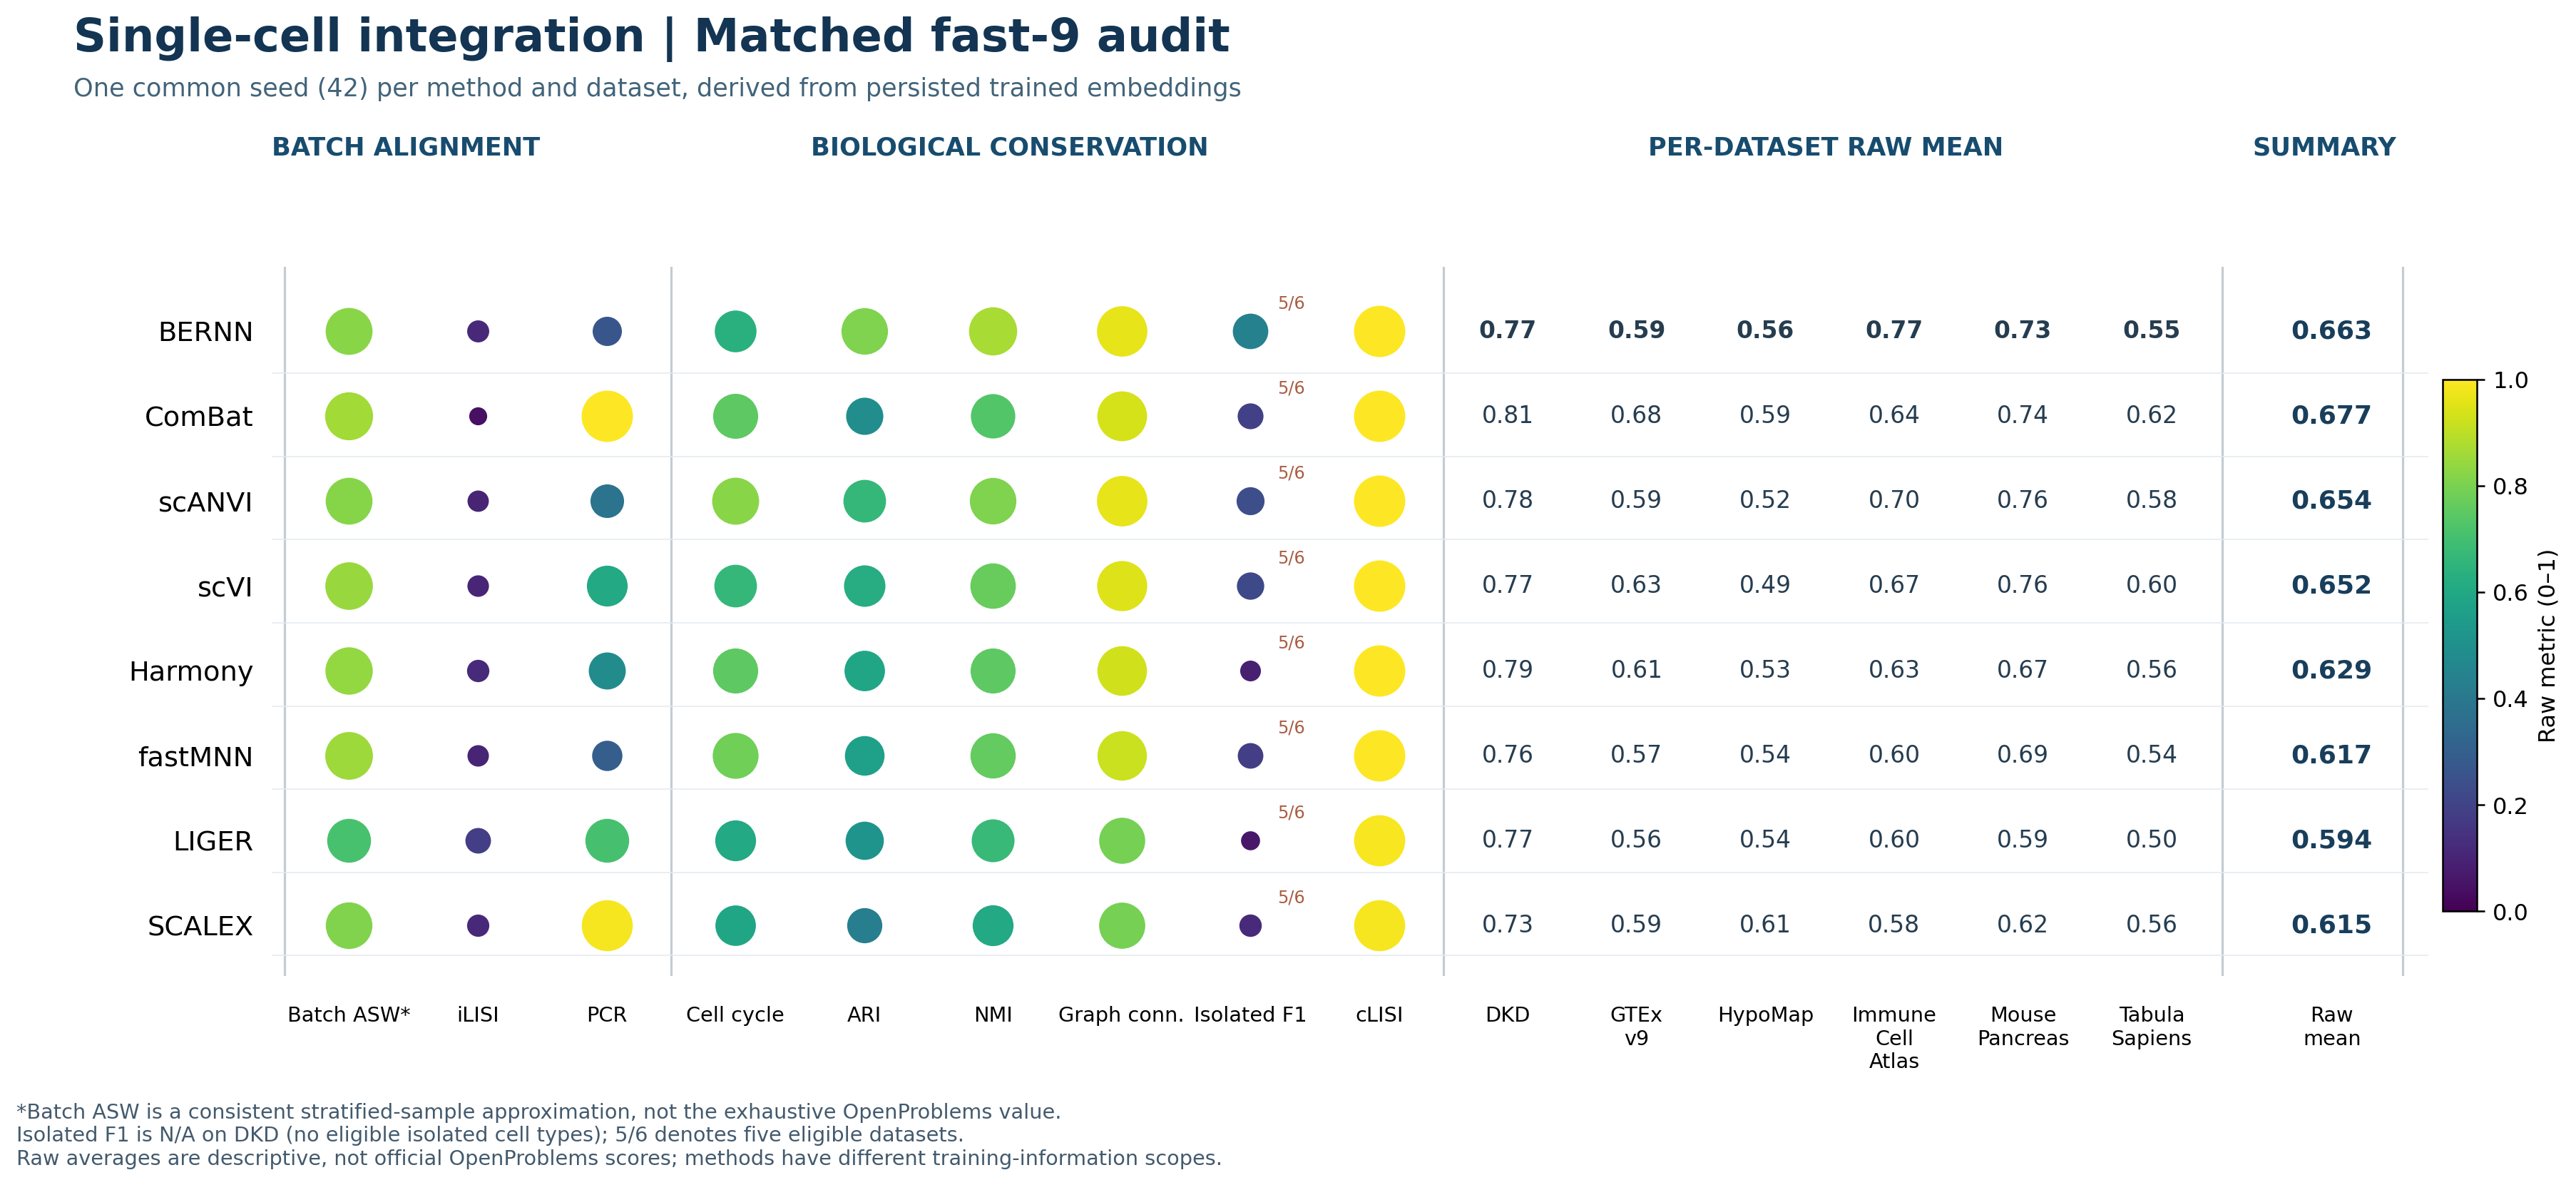 Single-cell integration | Matched fast-9 audit
One common seed (42) per method and dataset, derived from persisted trained embeddings
BATCH ALIGNMENT BIOLOGICAL CONSERVATION PER-DATASET RAW MEAN SUMMARY
5/6
BERNN 0.77 0.59 0.56 0.77 0.73 0.55 0.663
5/6
ComBat 0.81 0.68 0.59 0.64 0.74 0.62 0.677
5/6
scANVI 0.78 0.59 0.52 0.70 0.76 0.58 0.654
5/6
scVI 0.77 0.63 0.49 0.67 0.76 0.60 0.652
5/6
Harmony 0.79 0.61 0.53 0.63 0.67 0.56 0.629
5/6
fastMNN 0.76 0.57 0.54 0.60 0.69 0.54 0.617
5/6
LIGER 0.77 0.56 0.54 0.60 0.59 0.50 0.594
5/6
SCALEX 0.73 0.59 0.61 0.58 0.62 0.56 0.615
1.0
0.8
0.6
0.4
0.2
0.0
Raw metric (0–1)
Batch ASW* iLISI PCR Cell cycle ARI NMI Graph conn. Isolated F1 cLISI DKD GTEx HypoMap Immune Mouse Tabula Raw
v9 Cell Pancreas Sapiens mean
Atlas
*Batch ASW is a consistent stratified-sample approximation, not the exhaustive OpenProblems value.
Isolated F1 is N/A on DKD (no eligible isolated cell types); 5/6 denotes five eligible datasets.
Raw averages are descriptive, not official OpenProblems scores; methods have different training-information scopes.